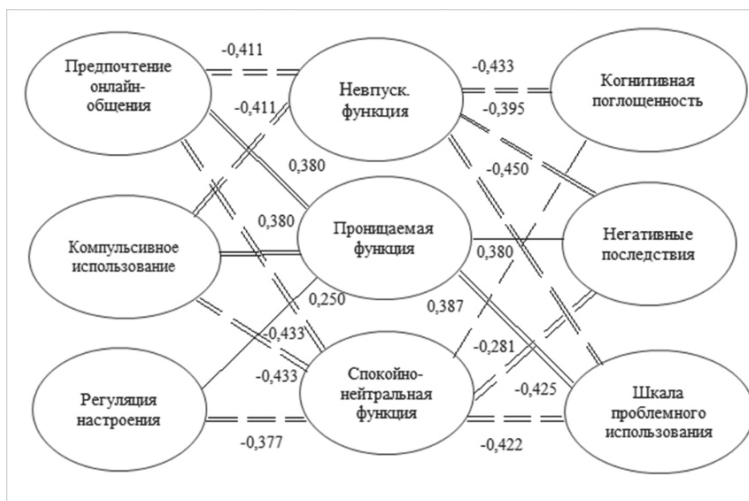 Предпочтение
онлайн-
общения
-0,411
Невпуск.
функция
-0,433
Когнитивная
поглощенность
-0,411
-0,395
-0,450
0,380
0,380
Компульсивное
использование
Проницаемая
функция
0,380
Негативные
последствия
0,250
0,387
-0,433
-0,433
-0,281
Регуляция
настроения
Спокойно-
нейтральная
функция
-0,425
Шкала
проблемного
использования
-0,377
-0,422